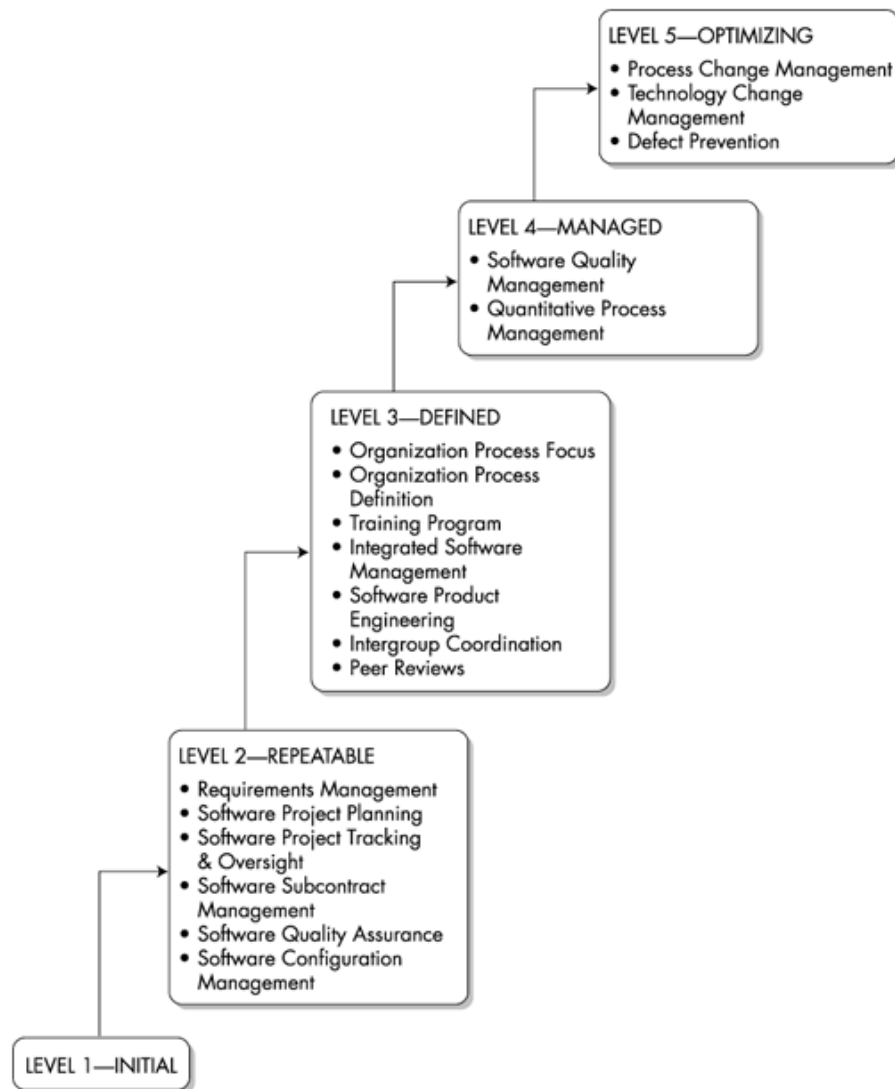 LEVEL 5—OPTIMIZING
• Process Change Management
• Technology Change
Management
• Defect Prevention
LEVEL 4—MANAGED
• Software Quality
Management
• Quantitative Process
Management
LEVEL 3—DEFINED
• Organization Process Focus
• Organization Process
Definition
• Training Program
• Integrated Software
Management
• Software Product
Engineering
• Intergroup Coordination
• Peer Reviews
LEVEL 2—REPEATABLE
• Requirements Management
• Software Project Planning
• Software Project Tracking
& Oversight
• Software Subcontract
Management
• Software Quality Assurance
• Software Configuration
Management
LEVEL 1—INITIAL